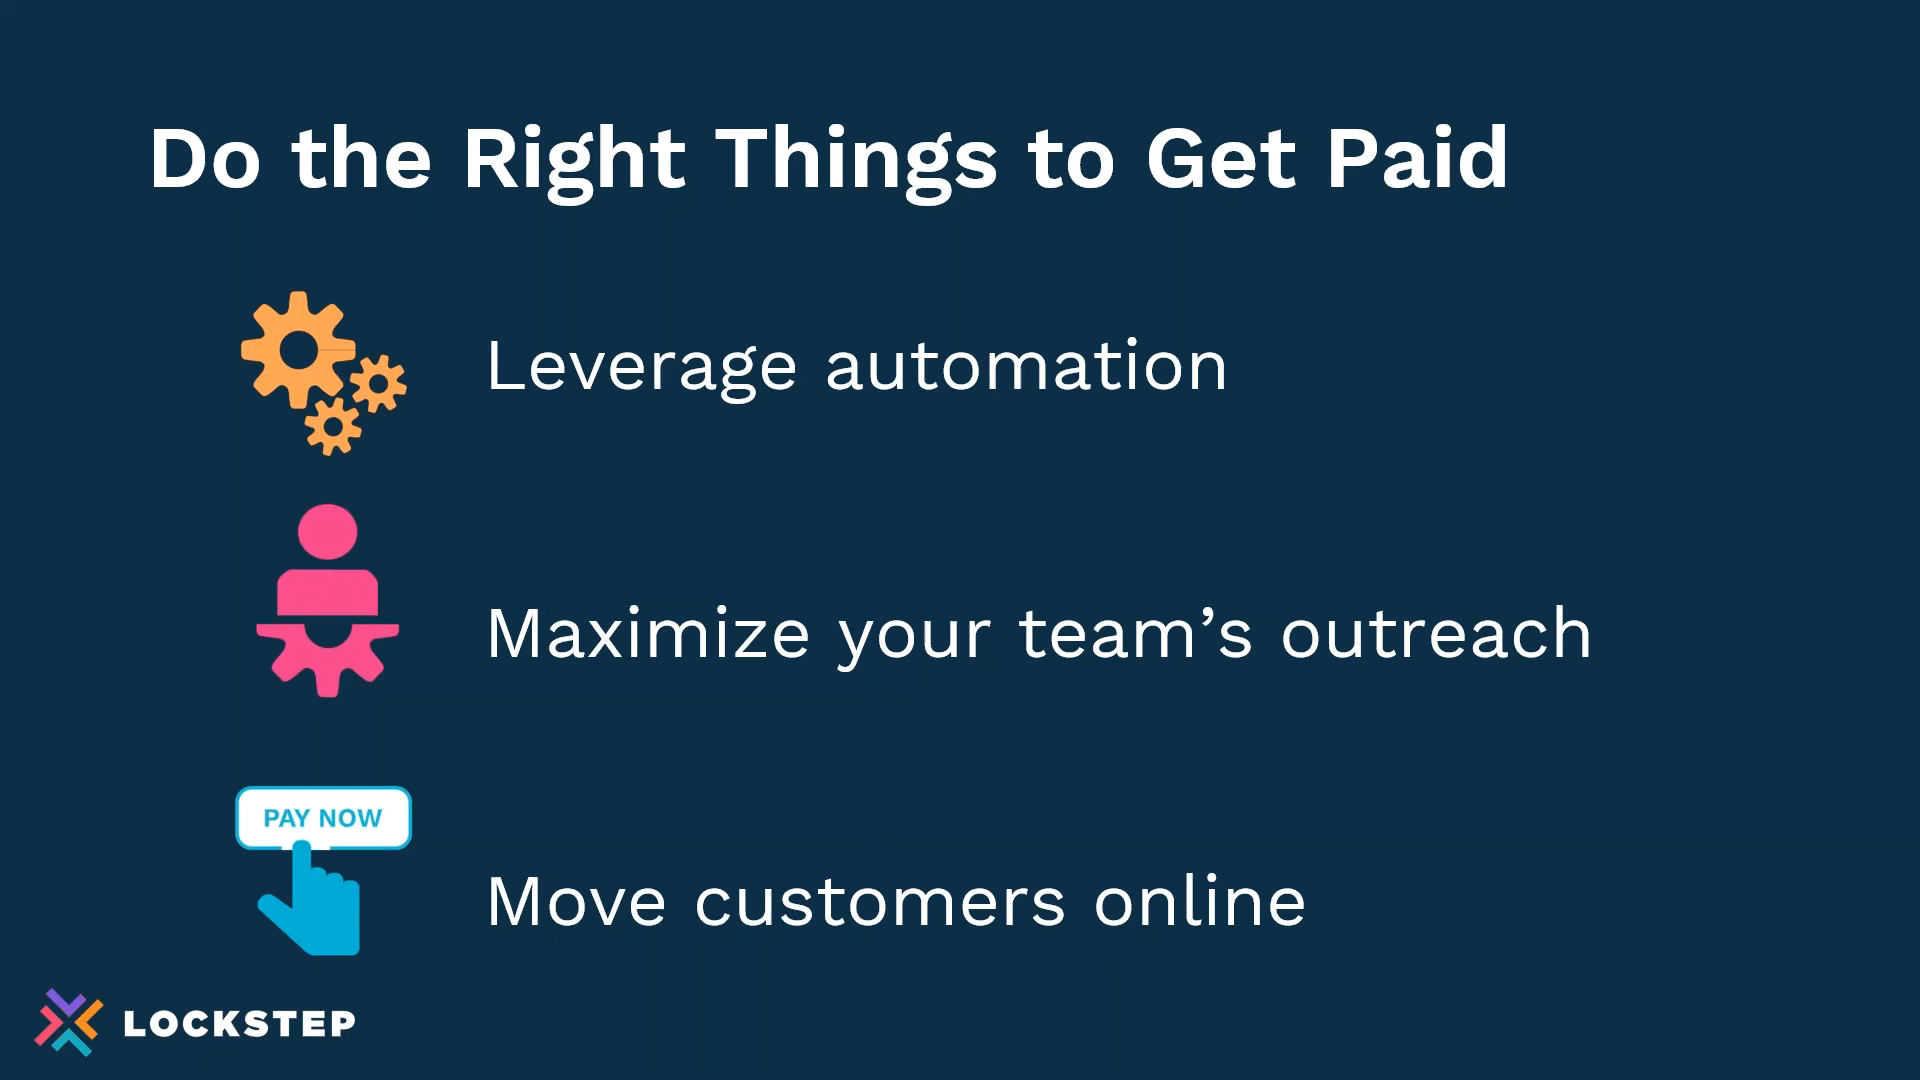 Do the Right Things to Get Paid
Leverage automation
Maximize your team’s outreach
PAY NOW
Move customers online
LOCKSTEP